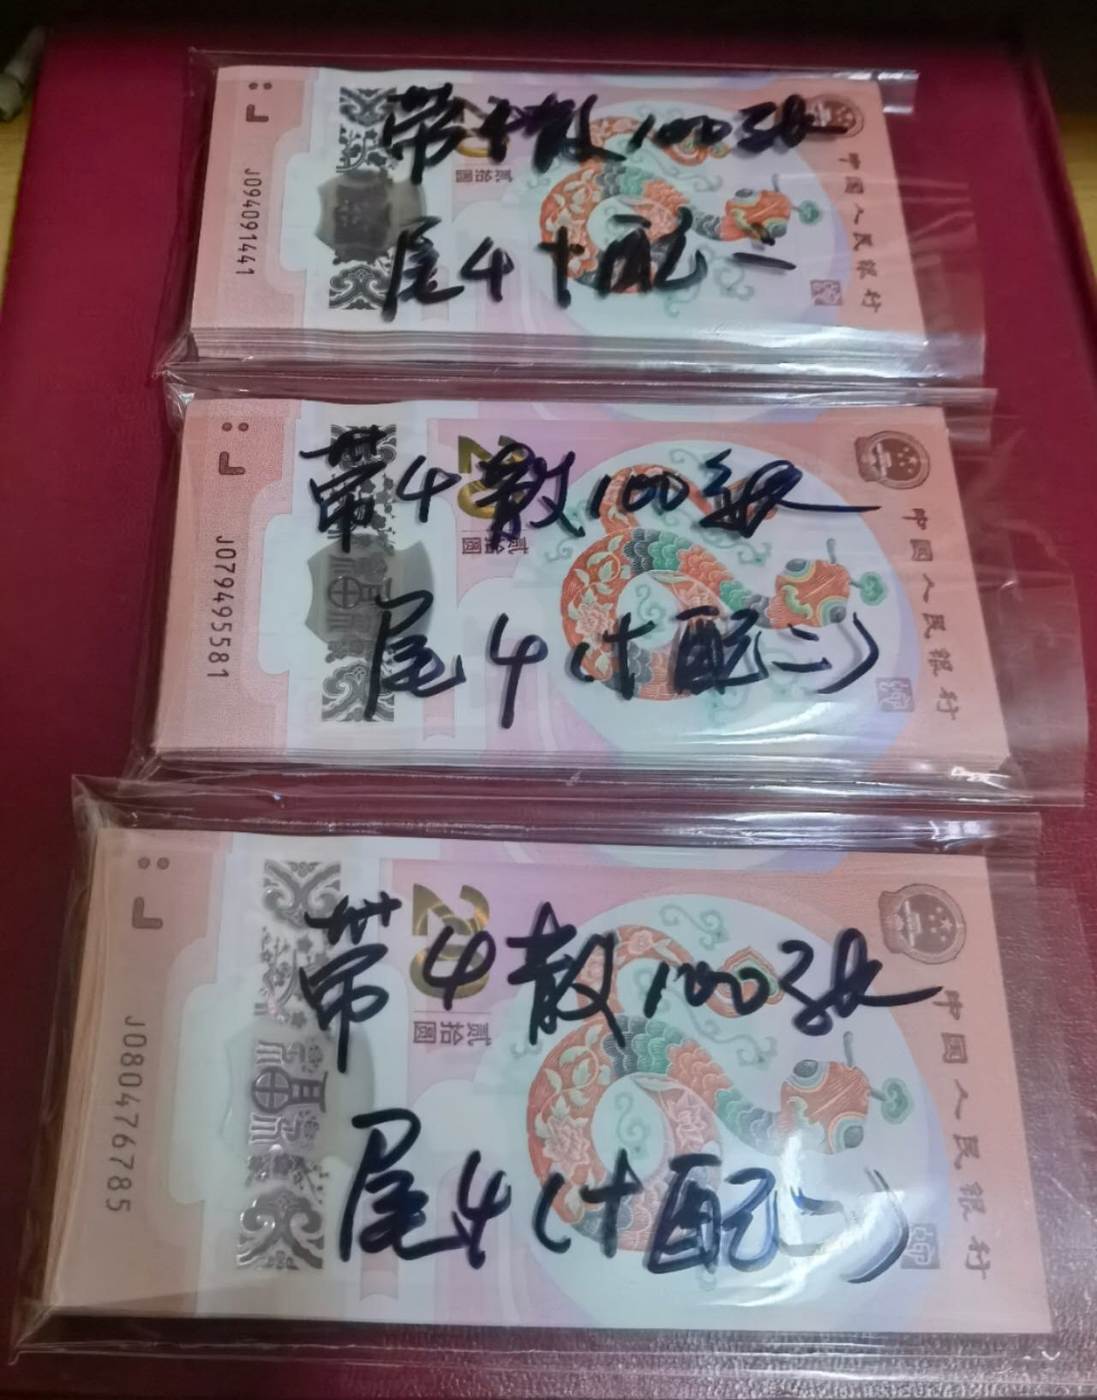 J094091441
贰拾圆
中国人民银行
带4散100张
尾4十配二
J079495581
20
贰拾圆
中国人民银行
带4散100张
尾4(十配二)
J080476785
20
贰拾圆
中国人民银行
带4散100张
尾4(十配二)